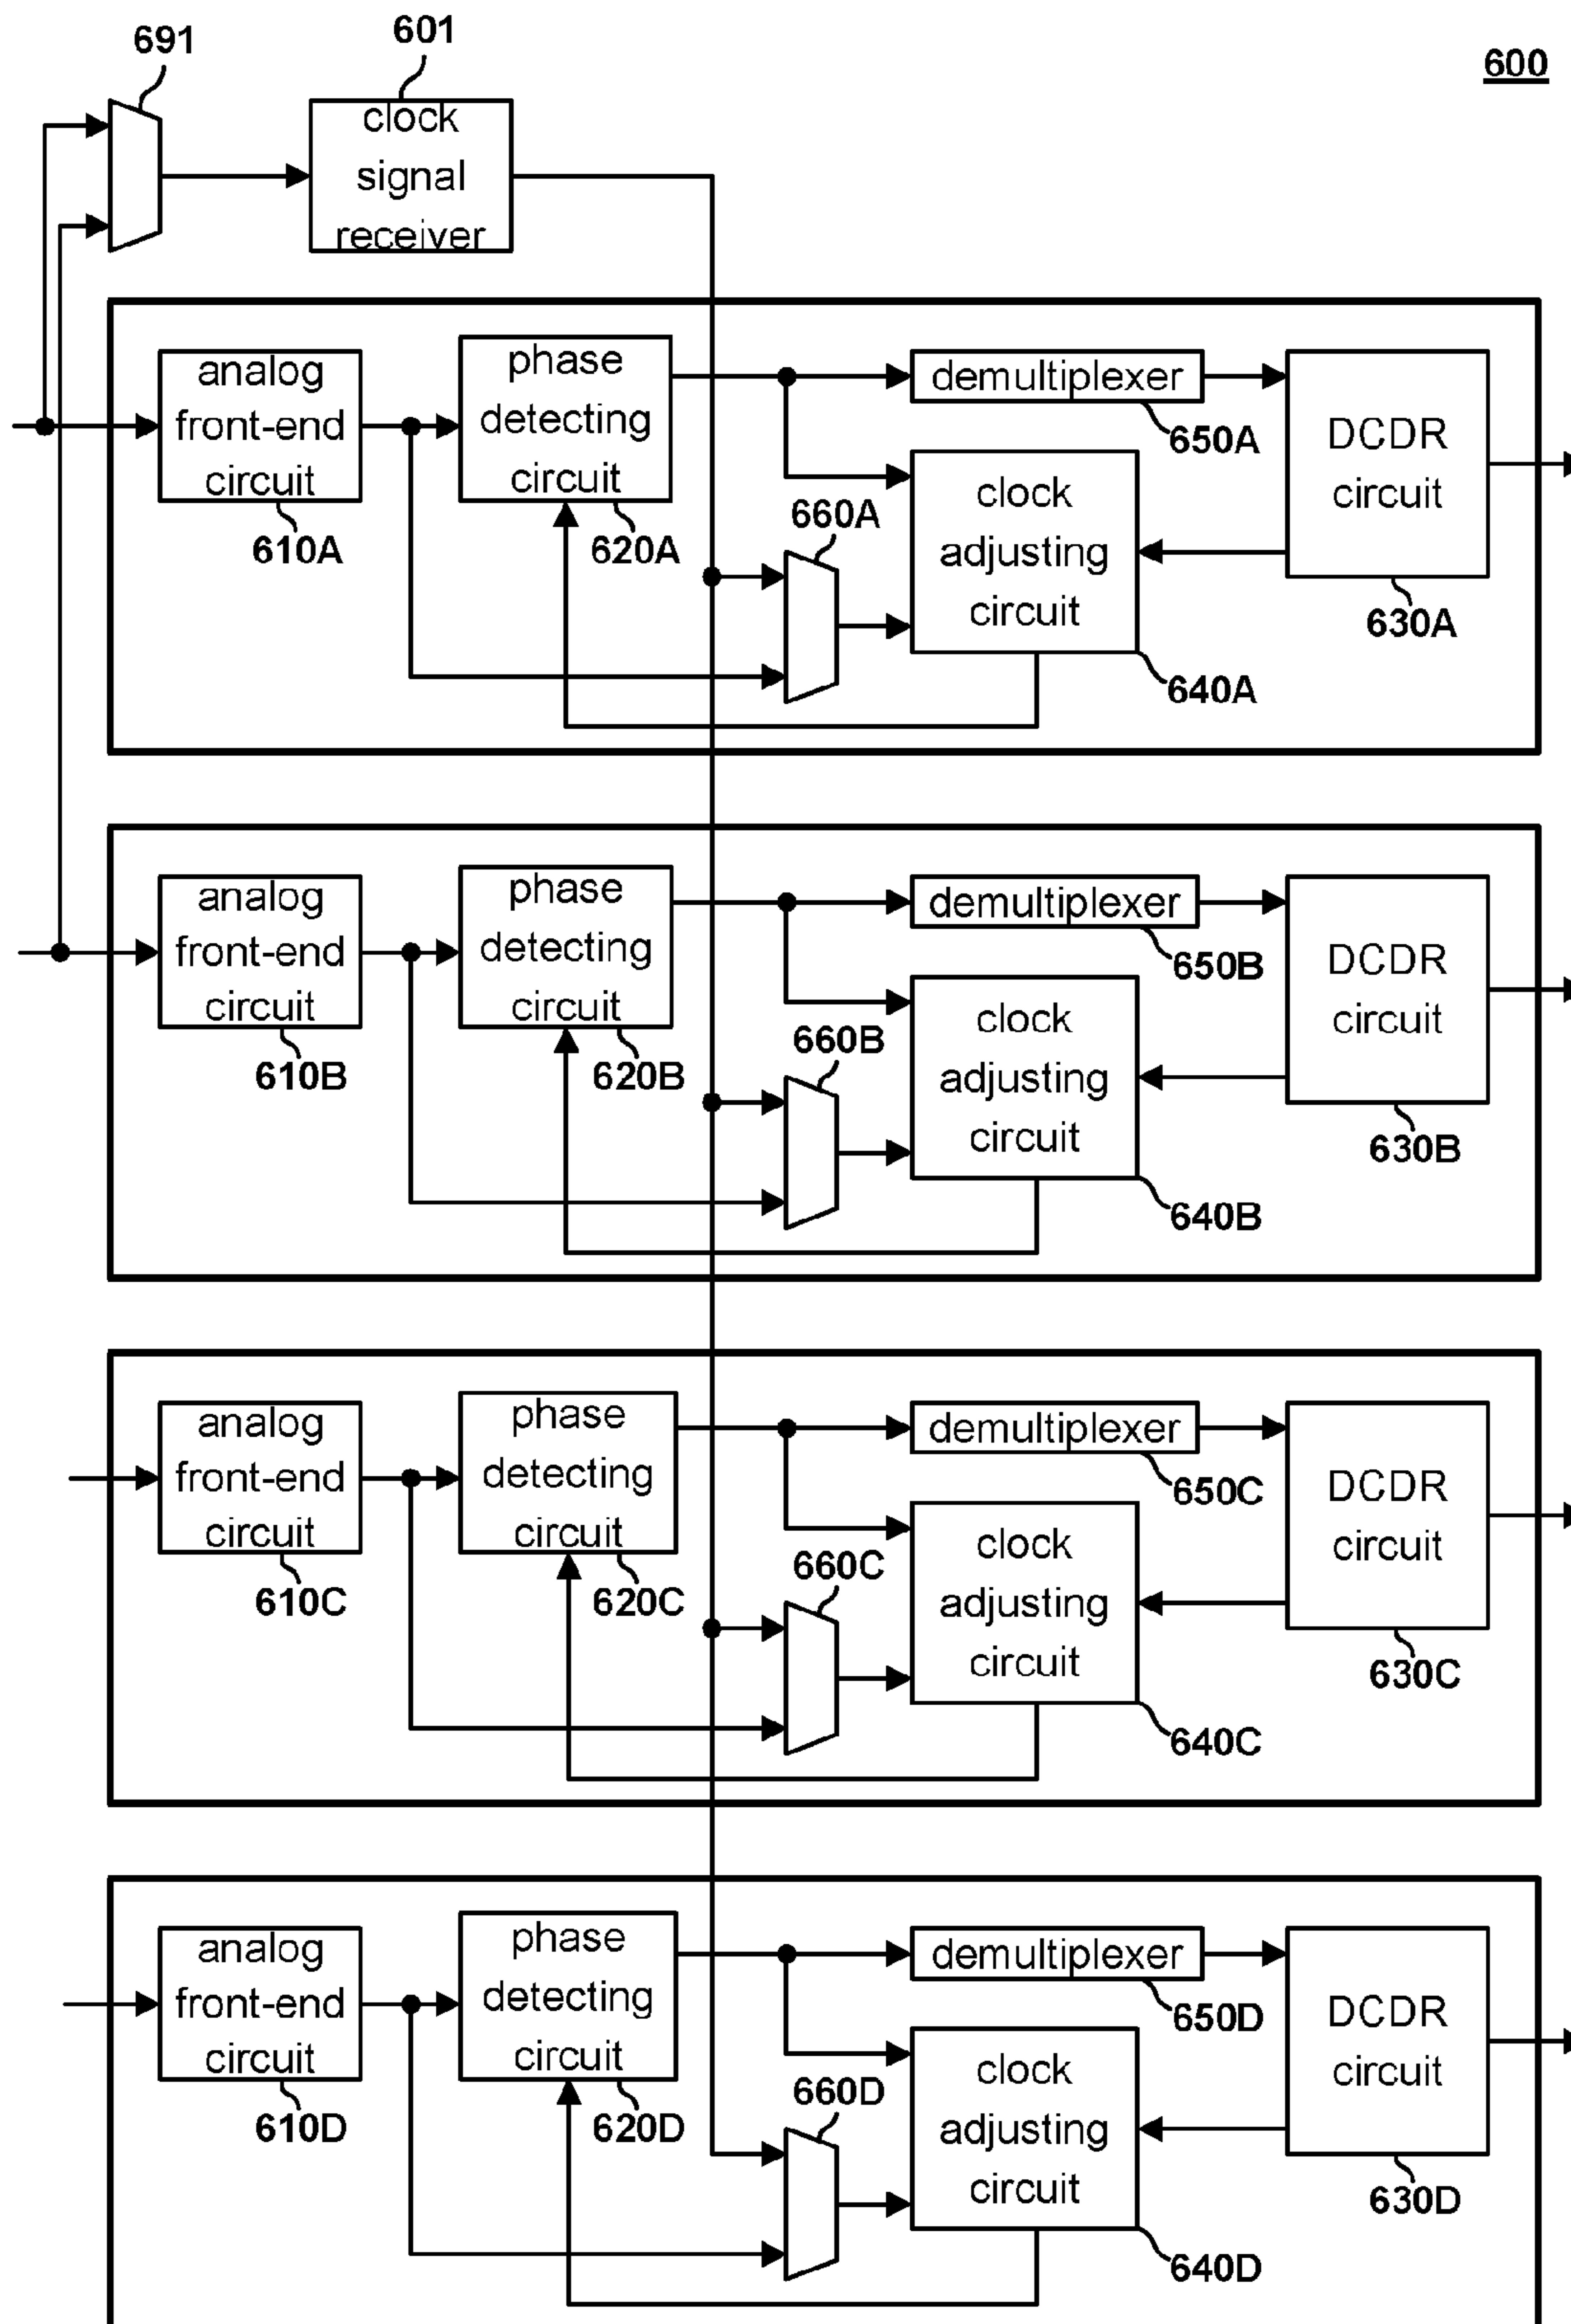 691
601
600
clock
signal
receiver
analog
front-end
circuit
610A
phase
detecting
circuit
620A
demultiplexer
650A
660A
clock
adjusting
circuit
640A
DCDR
circuit
630A
analog
front-end
circuit
610B
phase
detecting
circuit
620B
demultiplexer
650B
660B
clock
adjusting
circuit
640B
DCDR
circuit
630B
analog
front-end
circuit
610C
phase
detecting
circuit
620C
demultiplexer
650C
660C
clock
adjusting
circuit
640C
DCDR
circuit
630C
analog
front-end
circuit
610D
phase
detecting
circuit
620D
demultiplexer
650D
660D
clock
adjusting
circuit
640D
DCDR
circuit
630D